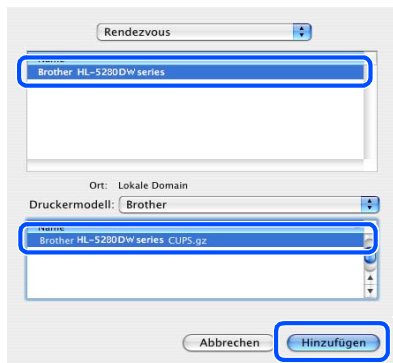 Rendezvous
Name
Brother HL-5280DW series
Ort: Lokale Domain
Druckermodell: Brother
Name
Brother HL-5280DW series CUPS.gz
Abbrechen Hinzufügen